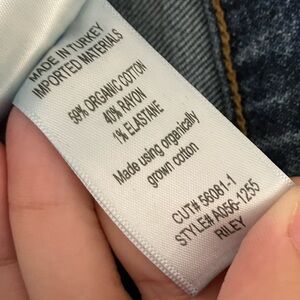 MADE IN TURKEY
IMPORTED MATERIALS
59% ORGANIC COTTON
40% RAYON
1% ELASTANE
Made using organically
grown cotton
CUT# 56081-1
STYLE# A056-1255
RILEY